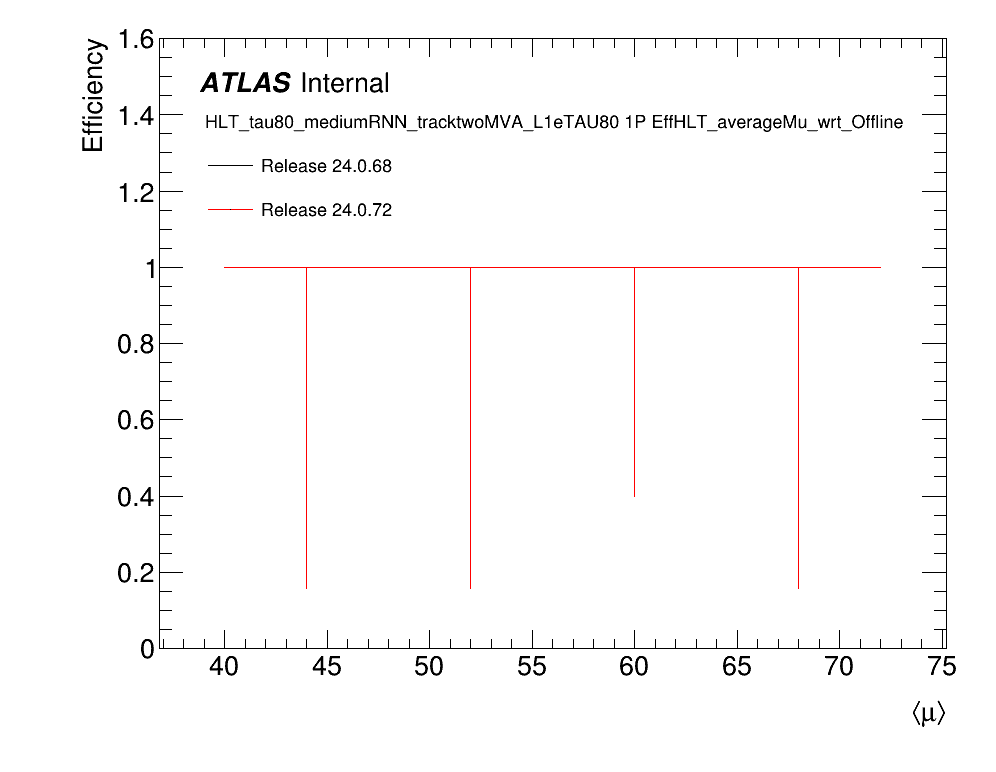 1.6
1.4
1.2
1
0.8
0.6
0.4
0.2
0
Efficiency
ATLAS Internal
HLT_tau80_mediumRNN_tracktwoMVA_L1eTAU80 1P EffHLT_averageMu_wrt_Offline
Release 24.0.68
Release 24.0.72
40 45 50 55 60 65 70 75
⟨μ⟩